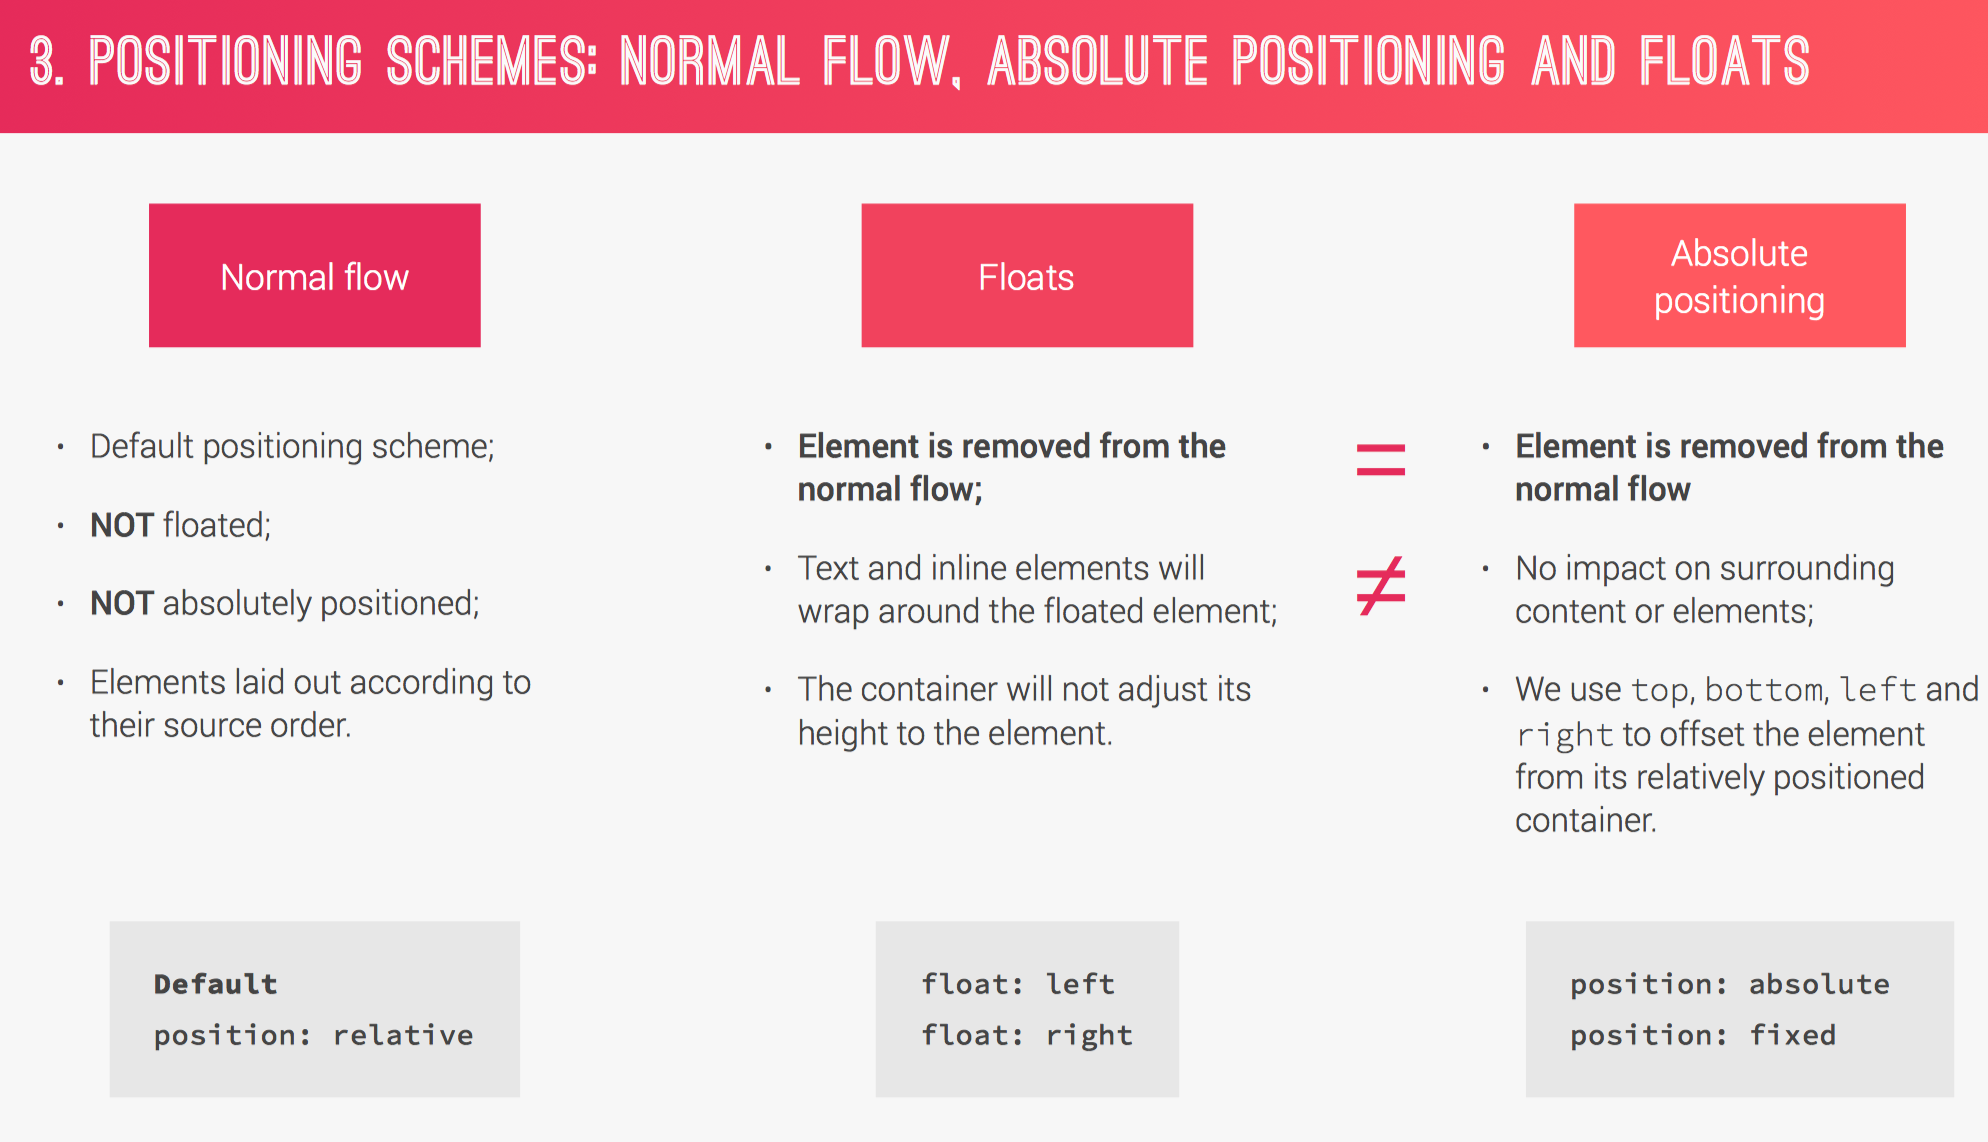 3. POSITIONING SCHEMES: NORMAL FLOW, ABSOLUTE POSITIONING AND FLOATS
Normal flow
• Default positioning scheme;
• NOT floated;
• NOT absolutely positioned;
• Elements laid out according to
their source order.
Default
position: relative
Floats
• Element is removed from the
normal flow;
• Text and inline elements will
wrap around the floated element;
• The container will not adjust its
height to the element.
float: left
float: right
=
≠
Absolute
positioning
• Element is removed from the
normal flow
• No impact on surrounding
content or elements;
• We use top, bottom, left and
right to offset the element
from its relatively positioned
container.
position: absolute
position: fixed